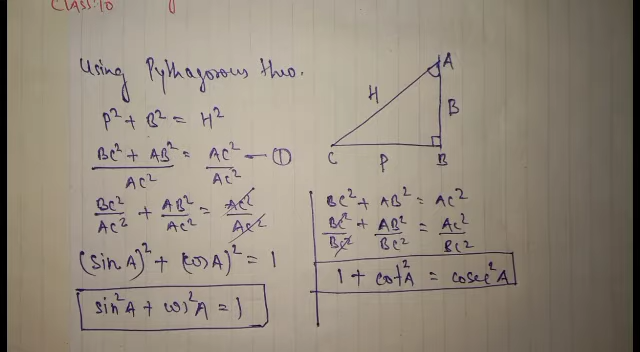 Class:10
Using Pythagorous theo.
P² + B² = H²
BC² + AB² / AC² = AC² / AC² — ①
BC² / AC² + AB² / AC² = AC² / AC²
(sin A)² + (cos A)² = 1
sin²A + cos²A = 1
A
H
B
C
P
B
BC² + AB² = AC²
BC² / BC² + AB² / BC² = AC² / BC²
1 + cot²A = cosec²A